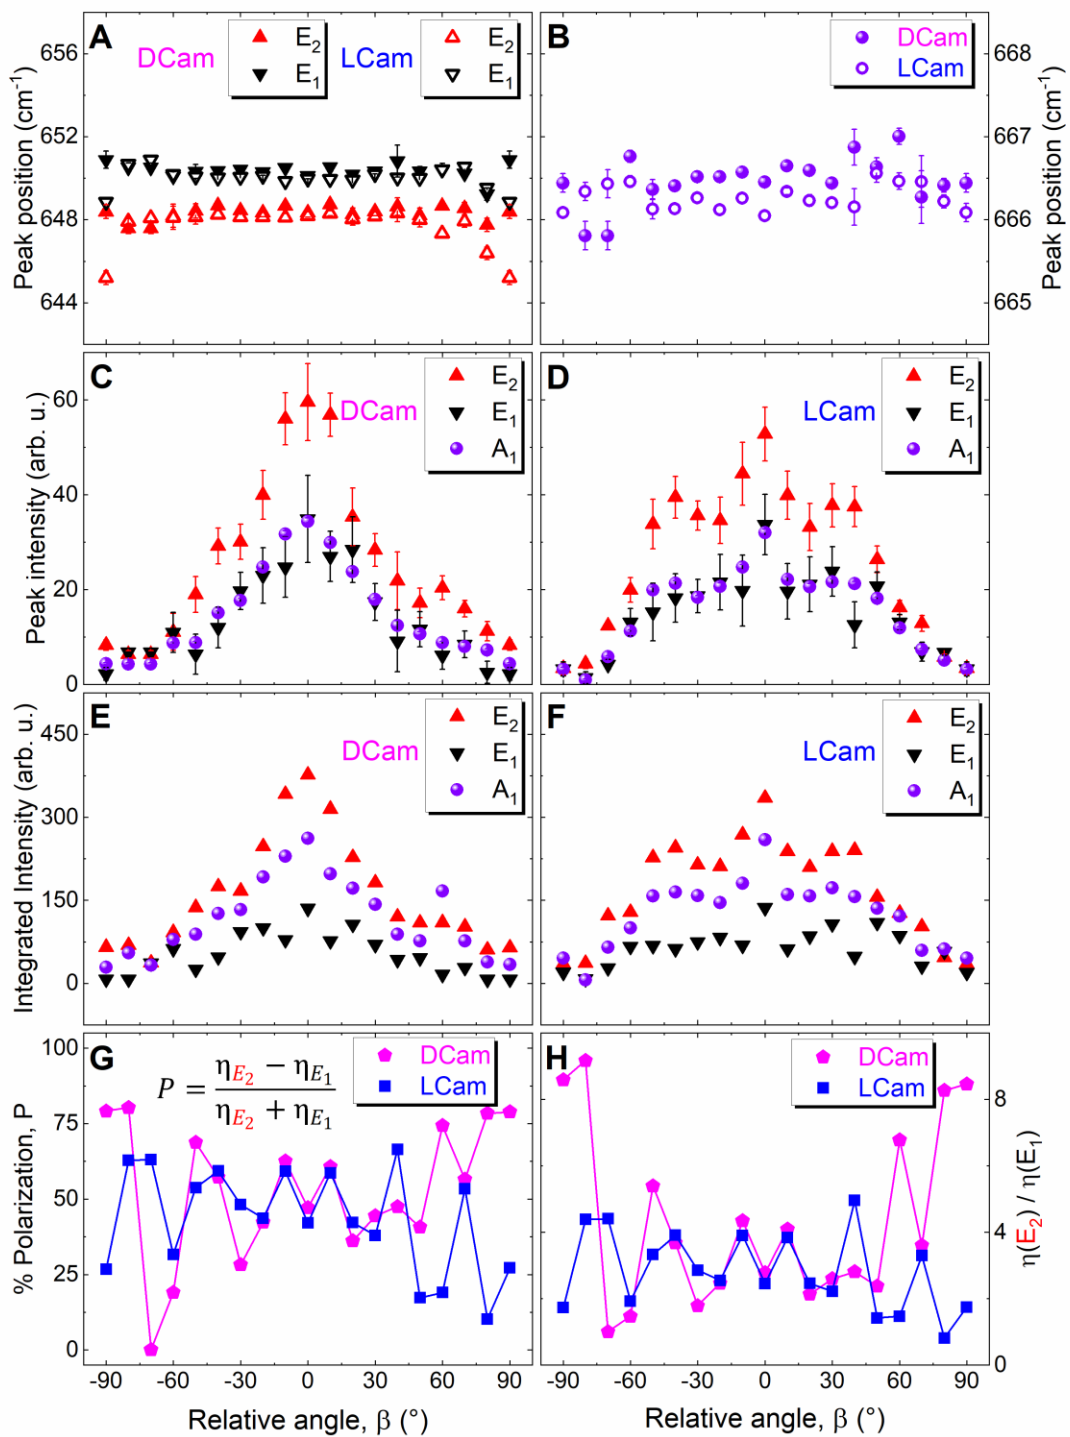 A
DCam
E2
E1
LCam
E2
E1
Peak position (cm-1)
656
652
648
644
B
DCam
LCam
Peak position (cm-1)
668
667
666
665
C
DCam
E2
E1
A1
Peak intensity (arb. u.)
60
40
20
0
D
LCam
E2
E1
A1
E
DCam
E2
E1
A1
Integrated Intensity (arb. u.)
450
300
150
0
F
LCam
E2
E1
A1
G
P = (ηE2 − ηE1) / (ηE2 + ηE1)
DCam
LCam
% Polarization, P
100
75
50
25
0
-90 -60 -30 0 30 60 90
Relative angle, β (°)
H
DCam
LCam
η(E2) / η(E1)
8
4
0
-90 -60 -30 0 30 60 90
Relative angle, β (°)